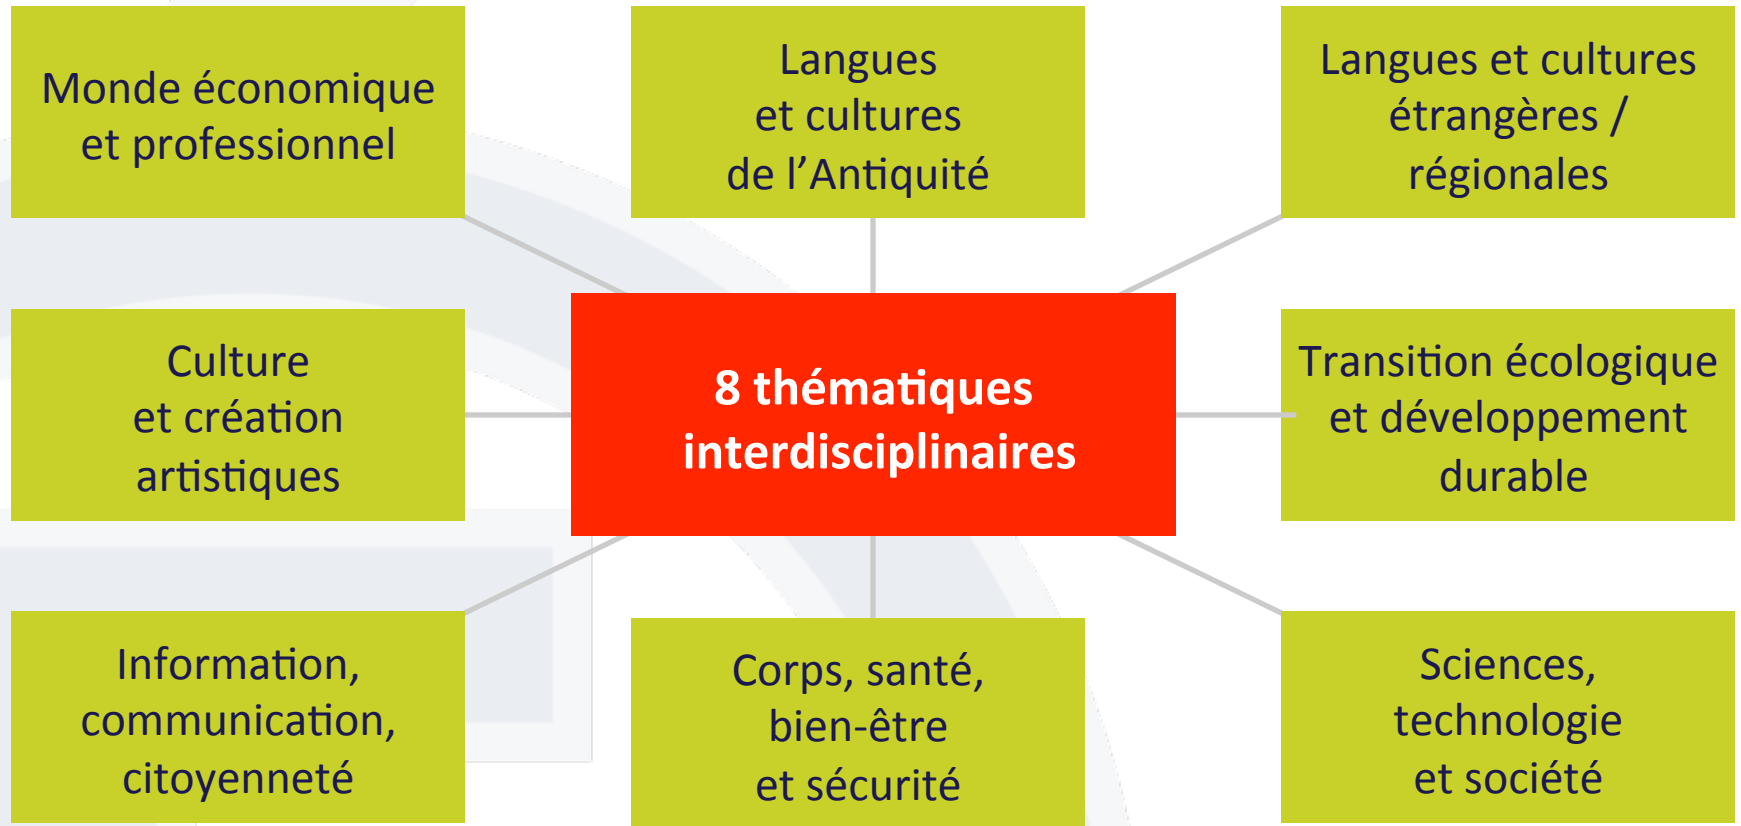 Monde économique
et professionnel
Langues
et cultures
de l’Antiquité
Langues et cultures
étrangères /
régionales
Culture
et création
artistiques
8 thématiques
interdisciplinaires
Transition écologique
et développement
durable
Information,
communication,
citoyenneté
Corps, santé,
bien-être
et sécurité
Sciences,
technologie
et société